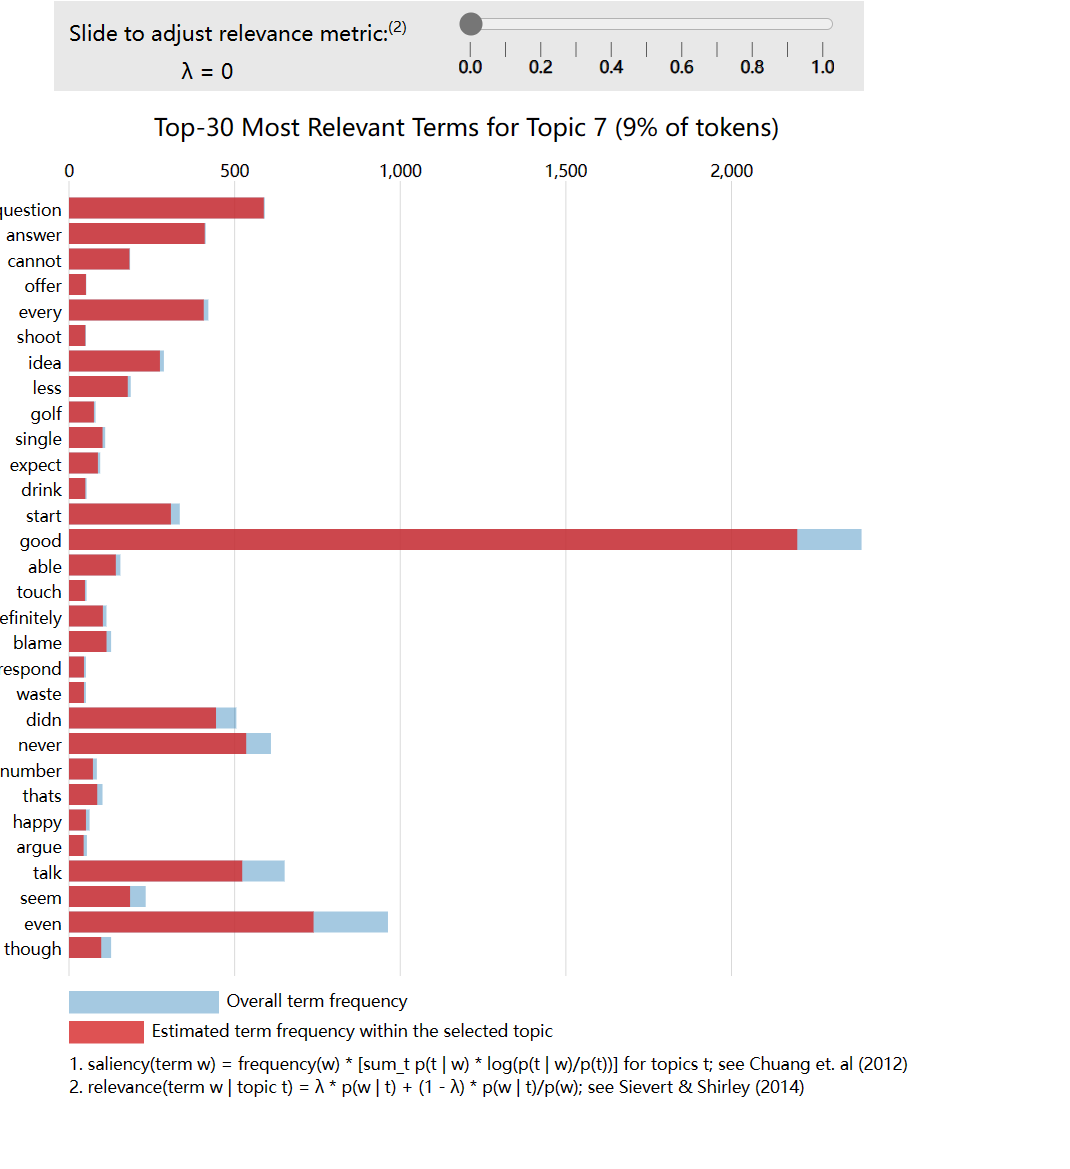 Slide to adjust relevance metric:(2)
λ = 0
0.0 0.2 0.4 0.6 0.8 1.0
Top-30 Most Relevant Terms for Topic 7 (9% of tokens)
0 500 1,000 1,500 2,000
question
answer
cannot
offer
every
shoot
idea
less
golf
single
expect
drink
start
good
able
touch
efinitely
blame
respond
waste
didn
never
number
thats
happy
argue
talk
seem
even
though
Overall term frequency
Estimated term frequency within the selected topic
1. saliency(term w) = frequency(w) * [sum_t p(t | w) * log(p(t | w)/p(t))] for topics t; see Chuang et. al (2012)
2. relevance(term w | topic t) = λ * p(w | t) + (1 - λ) * p(w | t)/p(w); see Sievert & Shirley (2014)